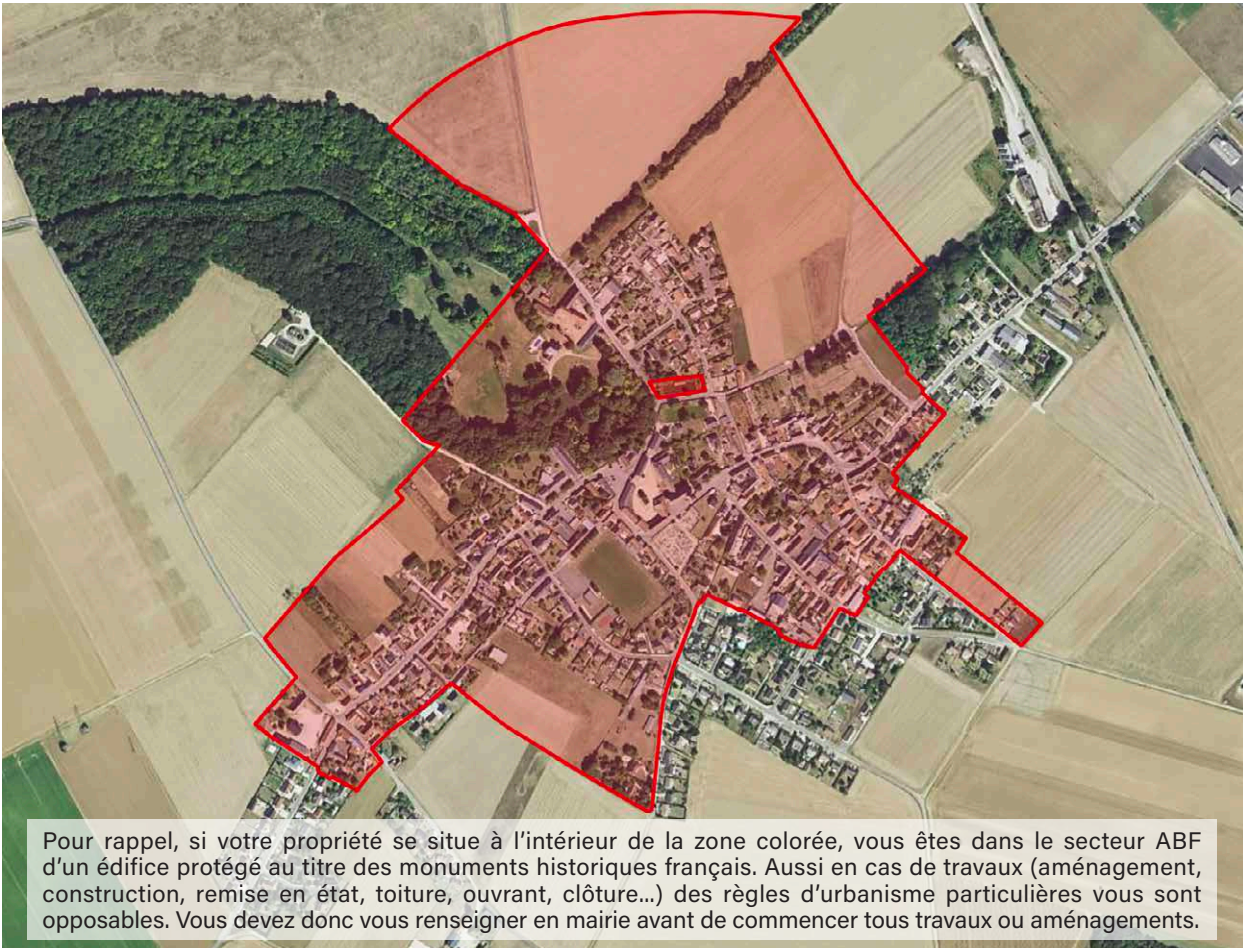 Pour rappel, si votre propriété se situe à l'intérieur de la zone colorée, vous êtes dans le secteur ABF
d'un édifice protégé au titre des monuments historiques français. Aussi en cas de travaux (aménagement,
construction, remise en état, toiture, ouvrant, clôture...) des règles d'urbanisme particulières vous sont
opposables. Vous devez donc vous renseigner en mairie avant de commencer tous travaux ou aménagements.